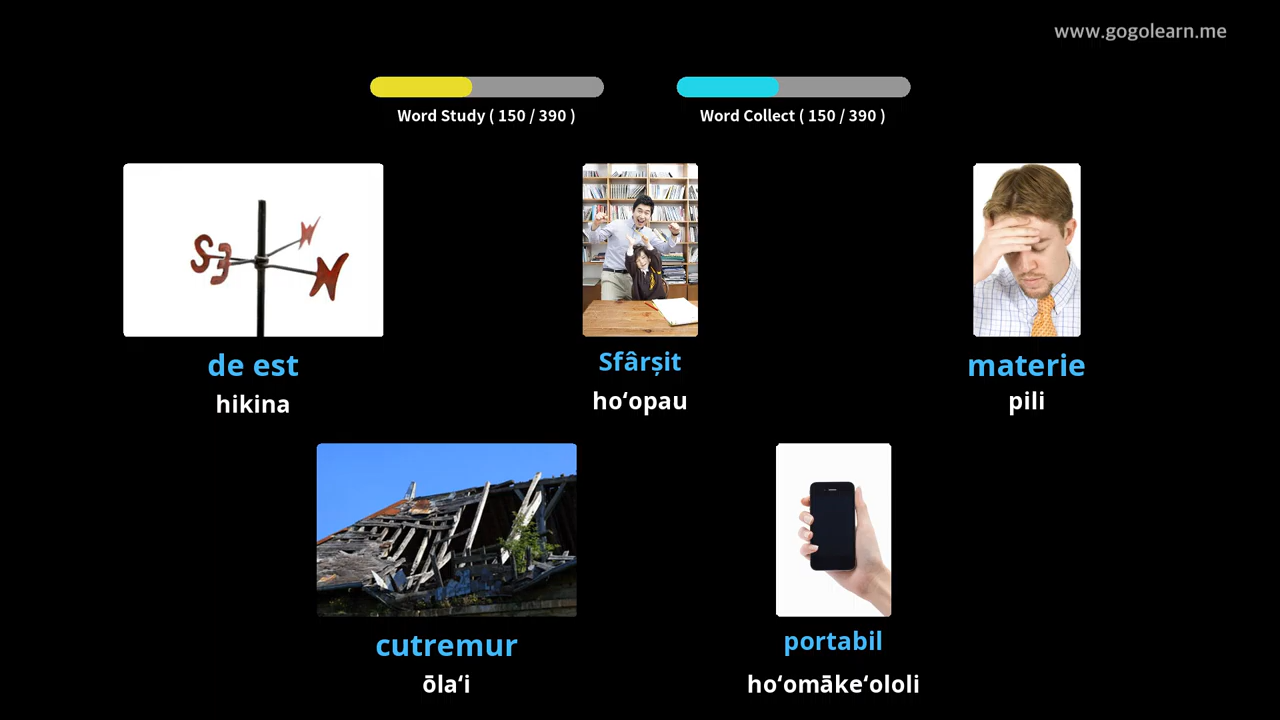 www.gogolearn.me
Word Study ( 150 / 390 )
Word Collect ( 150 / 390 )
S
N
de est
hikina
Sfârșit
hoʻopau
materie
pili
cutremur
ōlaʻi
portabil
hoʻomākeʻololi